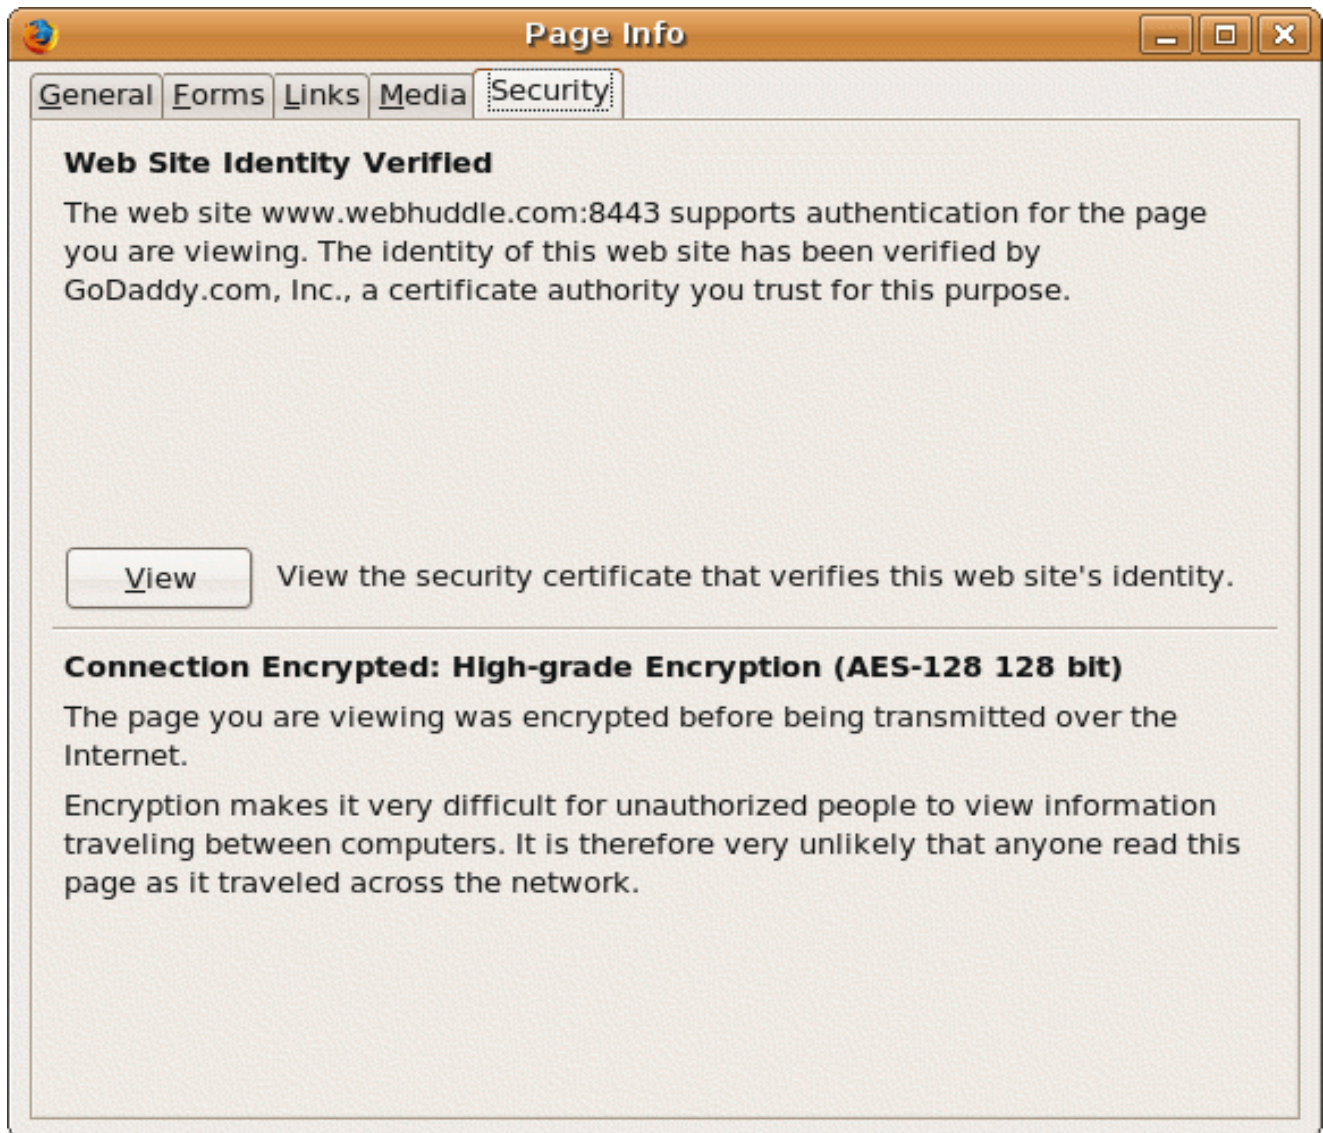 Page Info
General Forms Links Media Security
Web Site Identity Verified
The web site www.webhuddle.com:8443 supports authentication for the page
you are viewing. The identity of this web site has been verified by
GoDaddy.com, Inc., a certificate authority you trust for this purpose.
View View the security certificate that verifies this web site's identity.
Connection Encrypted: High-grade Encryption (AES-128 128 bit)
The page you are viewing was encrypted before being transmitted over the
Internet.
Encryption makes it very difficult for unauthorized people to view information
traveling between computers. It is therefore very unlikely that anyone read this
page as it traveled across the network.